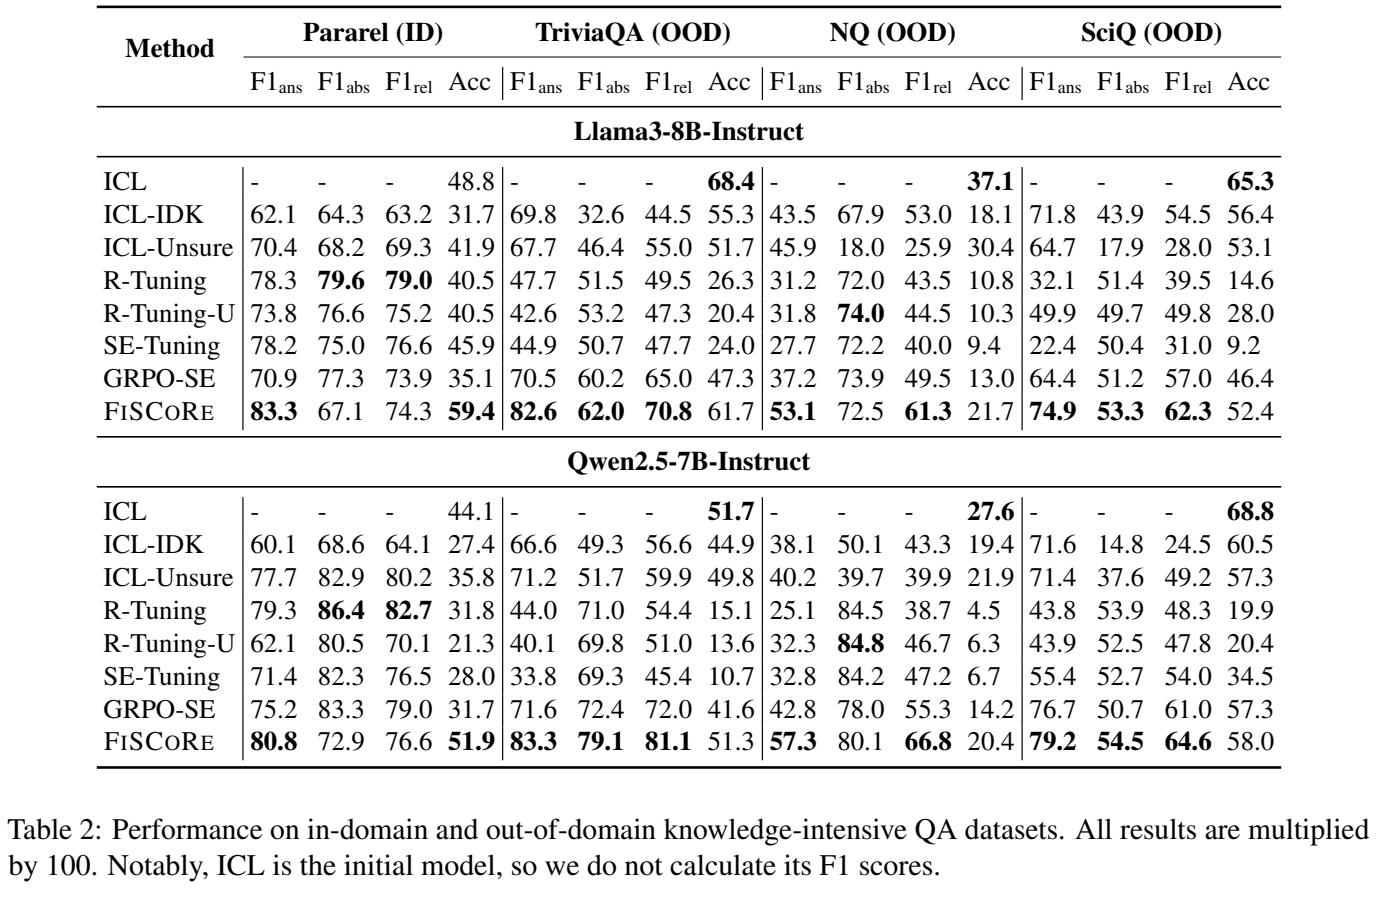 Method Pararel (ID) TriviaQA (OOD) NQ (OOD) SciQ (OOD)
F1ans F1abs F1rel Acc F1ans F1abs F1rel Acc F1ans F1abs F1rel Acc F1ans F1abs F1rel Acc
Llama3-8B-Instruct
ICL - - - 48.8 - - - 68.4 - - - 37.1 - - - 65.3
ICL-IDK 62.1 64.3 63.2 31.7 69.8 32.6 44.5 55.3 43.5 67.9 53.0 18.1 71.8 43.9 54.5 56.4
ICL-Unsure 70.4 68.2 69.3 41.9 67.7 46.4 55.0 51.7 45.9 18.0 25.9 30.4 64.7 17.9 28.0 53.1
R-Tuning 78.3 79.6 79.0 40.5 47.7 51.5 49.5 26.3 31.2 72.0 43.5 10.8 32.1 51.4 39.5 14.6
R-Tuning-U 73.8 76.6 75.2 40.5 42.6 53.2 47.3 20.4 31.8 74.0 44.5 10.3 49.9 49.7 49.8 28.0
SE-Tuning 78.2 75.0 76.6 45.9 44.9 50.7 47.7 24.0 27.7 72.2 40.0 9.4 22.4 50.4 31.0 9.2
GRPO-SE 70.9 77.3 73.9 35.1 70.5 60.2 65.0 47.3 37.2 73.9 49.5 13.0 64.4 51.2 57.0 46.4
FISCORE 83.3 67.1 74.3 59.4 82.6 62.0 70.8 61.7 53.1 72.5 61.3 21.7 74.9 53.3 62.3 52.4
Qwen2.5-7B-Instruct
ICL - - - 44.1 - - - 51.7 - - - 27.6 - - - 68.8
ICL-IDK 60.1 68.6 64.1 27.4 66.6 49.3 56.6 44.9 38.1 50.1 43.3 19.4 71.6 14.8 24.5 60.5
ICL-Unsure 77.7 82.9 80.2 35.8 71.2 51.7 59.9 49.8 40.2 39.7 39.9 21.9 71.4 37.6 49.2 57.3
R-Tuning 79.3 86.4 82.7 31.8 44.0 71.0 54.4 15.1 25.1 84.5 38.7 4.5 43.8 53.9 48.3 19.9
R-Tuning-U 62.1 80.5 70.1 21.3 40.1 69.8 51.0 13.6 32.3 84.8 46.7 6.3 43.9 52.5 47.8 20.4
SE-Tuning 71.4 82.3 76.5 28.0 33.8 69.3 45.4 10.7 32.8 84.2 47.2 6.7 55.4 52.7 54.0 34.5
GRPO-SE 75.2 83.3 79.0 31.7 71.6 72.4 72.0 41.6 42.8 78.0 55.3 14.2 76.7 50.7 61.0 57.3
FISCORE 80.8 72.9 76.6 51.9 83.3 79.1 81.1 51.3 57.3 80.1 66.8 20.4 79.2 54.5 64.6 58.0
Table 2: Performance on in-domain and out-of-domain knowledge-intensive QA datasets. All results are multiplied
by 100. Notably, ICL is the initial model, so we do not calculate its F1 scores.